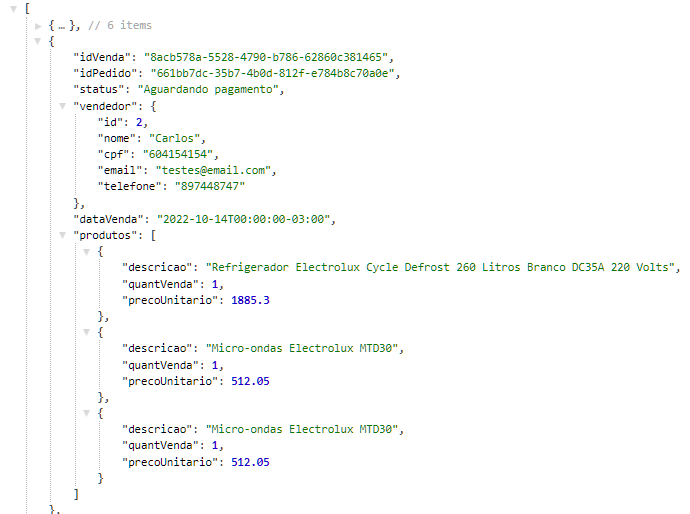 [
{ … }, // 6 items
{
"idVenda": "8acb578a-5528-4790-b786-62860c381465",
"idPedido": "661bb7dc-35b7-4b0d-812f-e784b8c70a0e",
"status": "Aguardando pagamento",
"vendedor": {
"id": 2,
"nome": "Carlos",
"cpf": "604154154",
"email": "testes@email.com",
"telefone": "897448747"
},
"dataVenda": "2022-10-14T00:00:00-03:00",
"produtos": [
{
"descricao": "Refrigerador Electrolux Cycle Defrost 260 Litros Branco DC35A 220 Volts",
"quantVenda": 1,
"precoUnitario": 1885.3
},
{
"descricao": "Micro-ondas Electrolux MTD30",
"quantVenda": 1,
"precoUnitario": 512.05
},
{
"descricao": "Micro-ondas Electrolux MTD30",
"quantVenda": 1,
"precoUnitario": 512.05
}
]
},